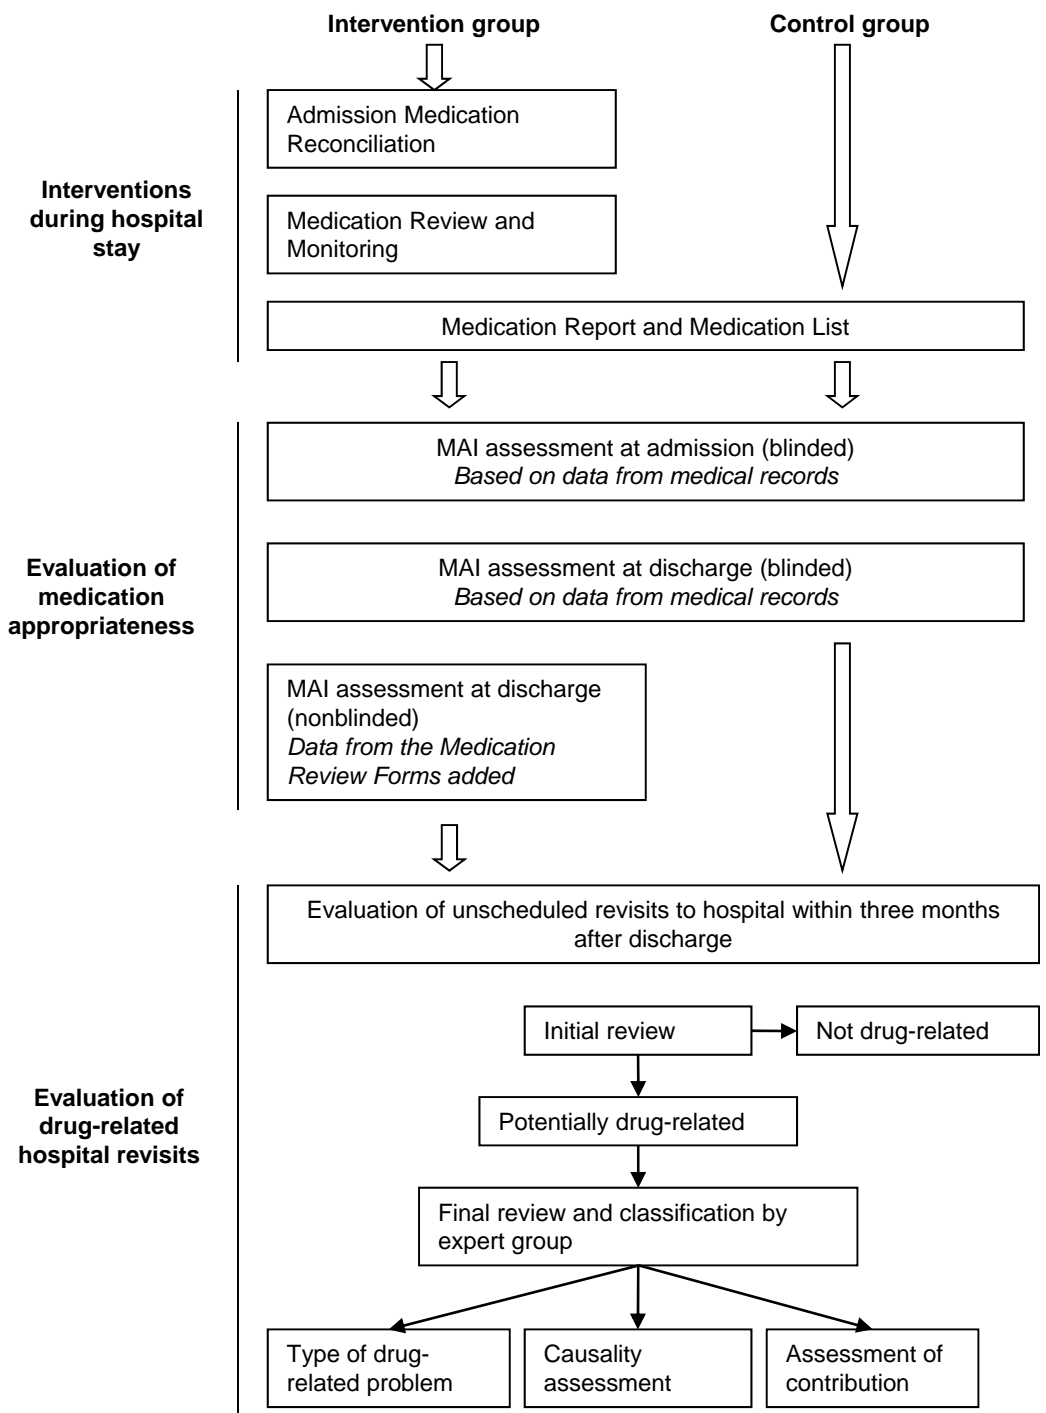 Intervention group
Control group
Interventions
during hospital
stay
Admission Medication
Reconciliation
Medication Review and
Monitoring
Medication Report and Medication List
Evaluation of
medication
appropriateness
MAI assessment at admission (blinded)
Based on data from medical records
MAI assessment at discharge (blinded)
Based on data from medical records
MAI assessment at discharge
(nonblinded)
Data from the Medication
Review Forms added
Evaluation of
drug-related
hospital revisits
Evaluation of unscheduled revisits to hospital within three months
after discharge
Initial review
Not drug-related
Potentially drug-related
Final review and classification by
expert group
Type of drug-
related problem
Causality
assessment
Assessment of
contribution